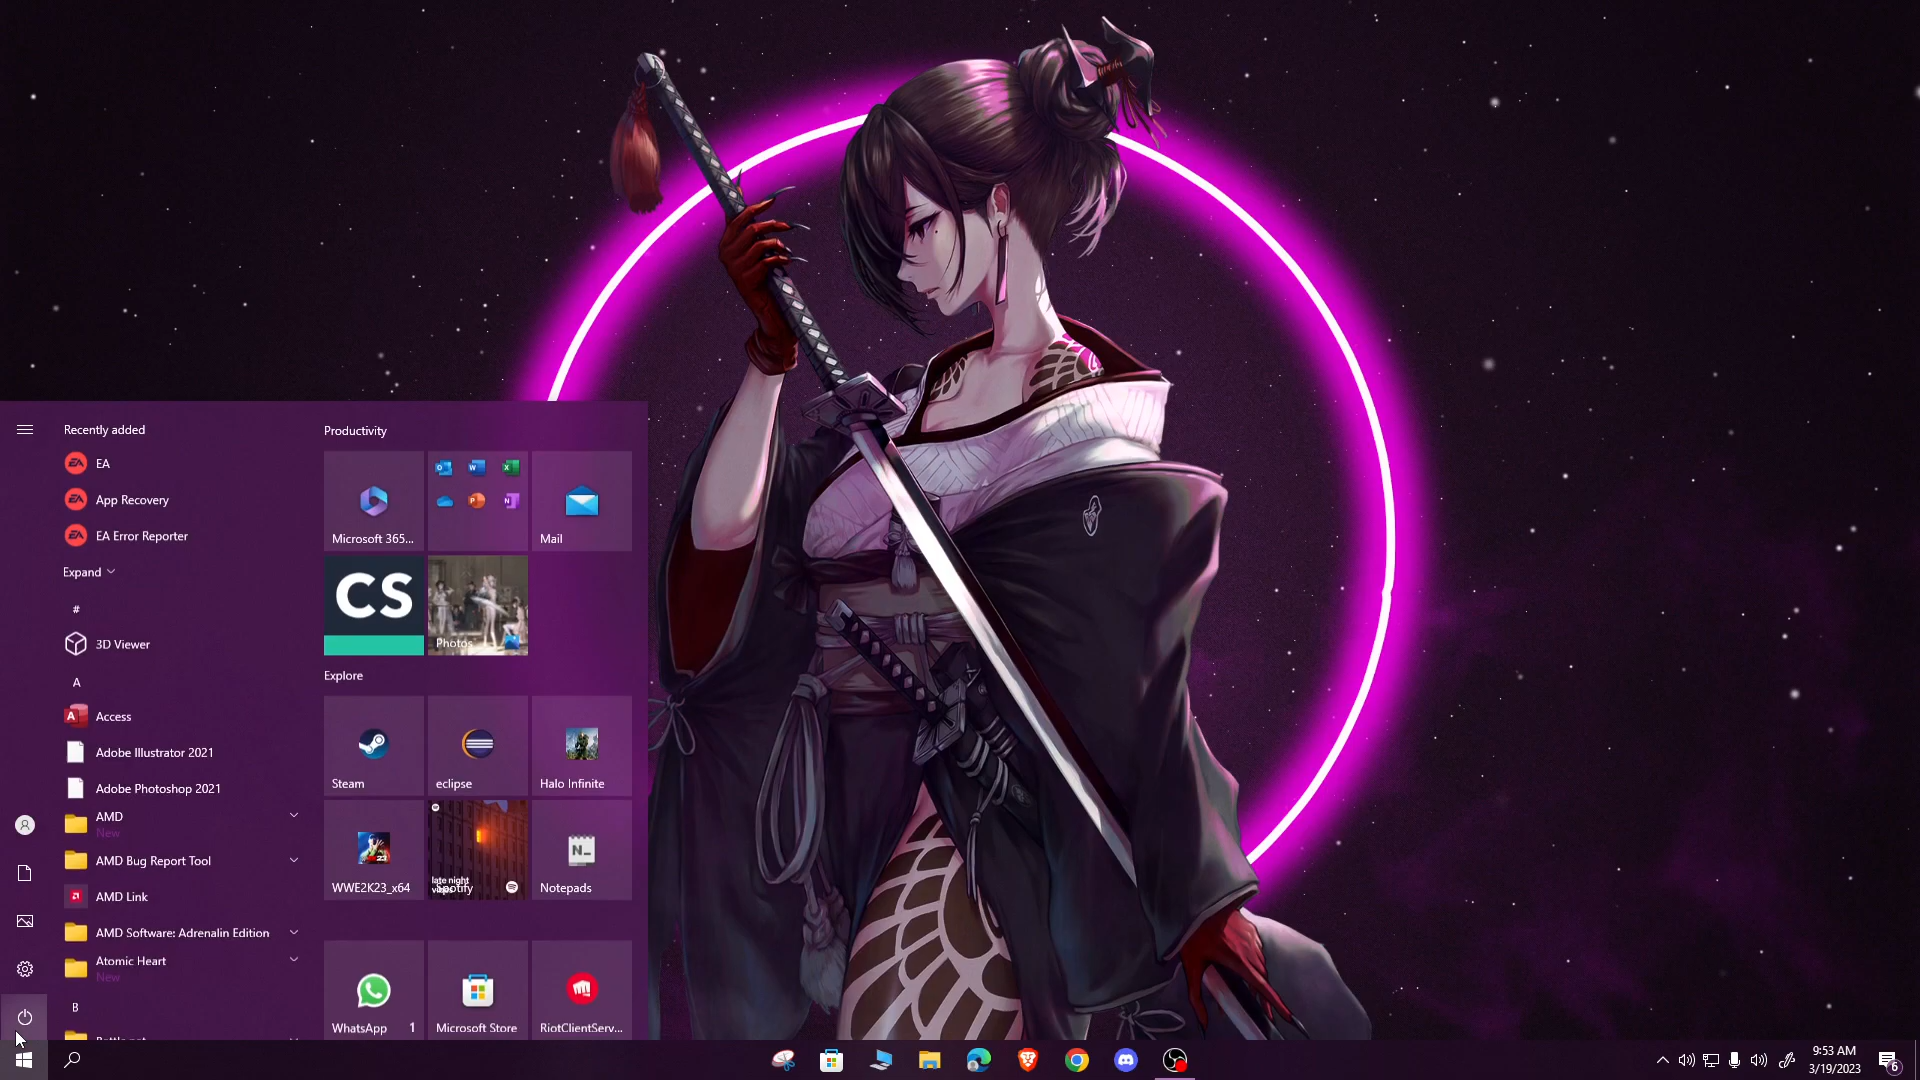 Recently added
EA
App Recovery
EA Error Reporter
Expand
#
3D Viewer
A
Access
Adobe Illustrator 2021
Adobe Photoshop 2021
AMD
New
AMD Bug Report Tool
AMD Link
AMD Software: Adrenalin Edition
Atomic Heart
New
B
Productivity
Microsoft 365...
Mail
CS
Photos
Explore
Steam
eclipse
Halo Infinite
WWE2K23_x64
late night
Spotify
N_
Notepads
WhatsApp 1
Microsoft Store
RiotClientServ...
9:53 AM
3/19/2023
6